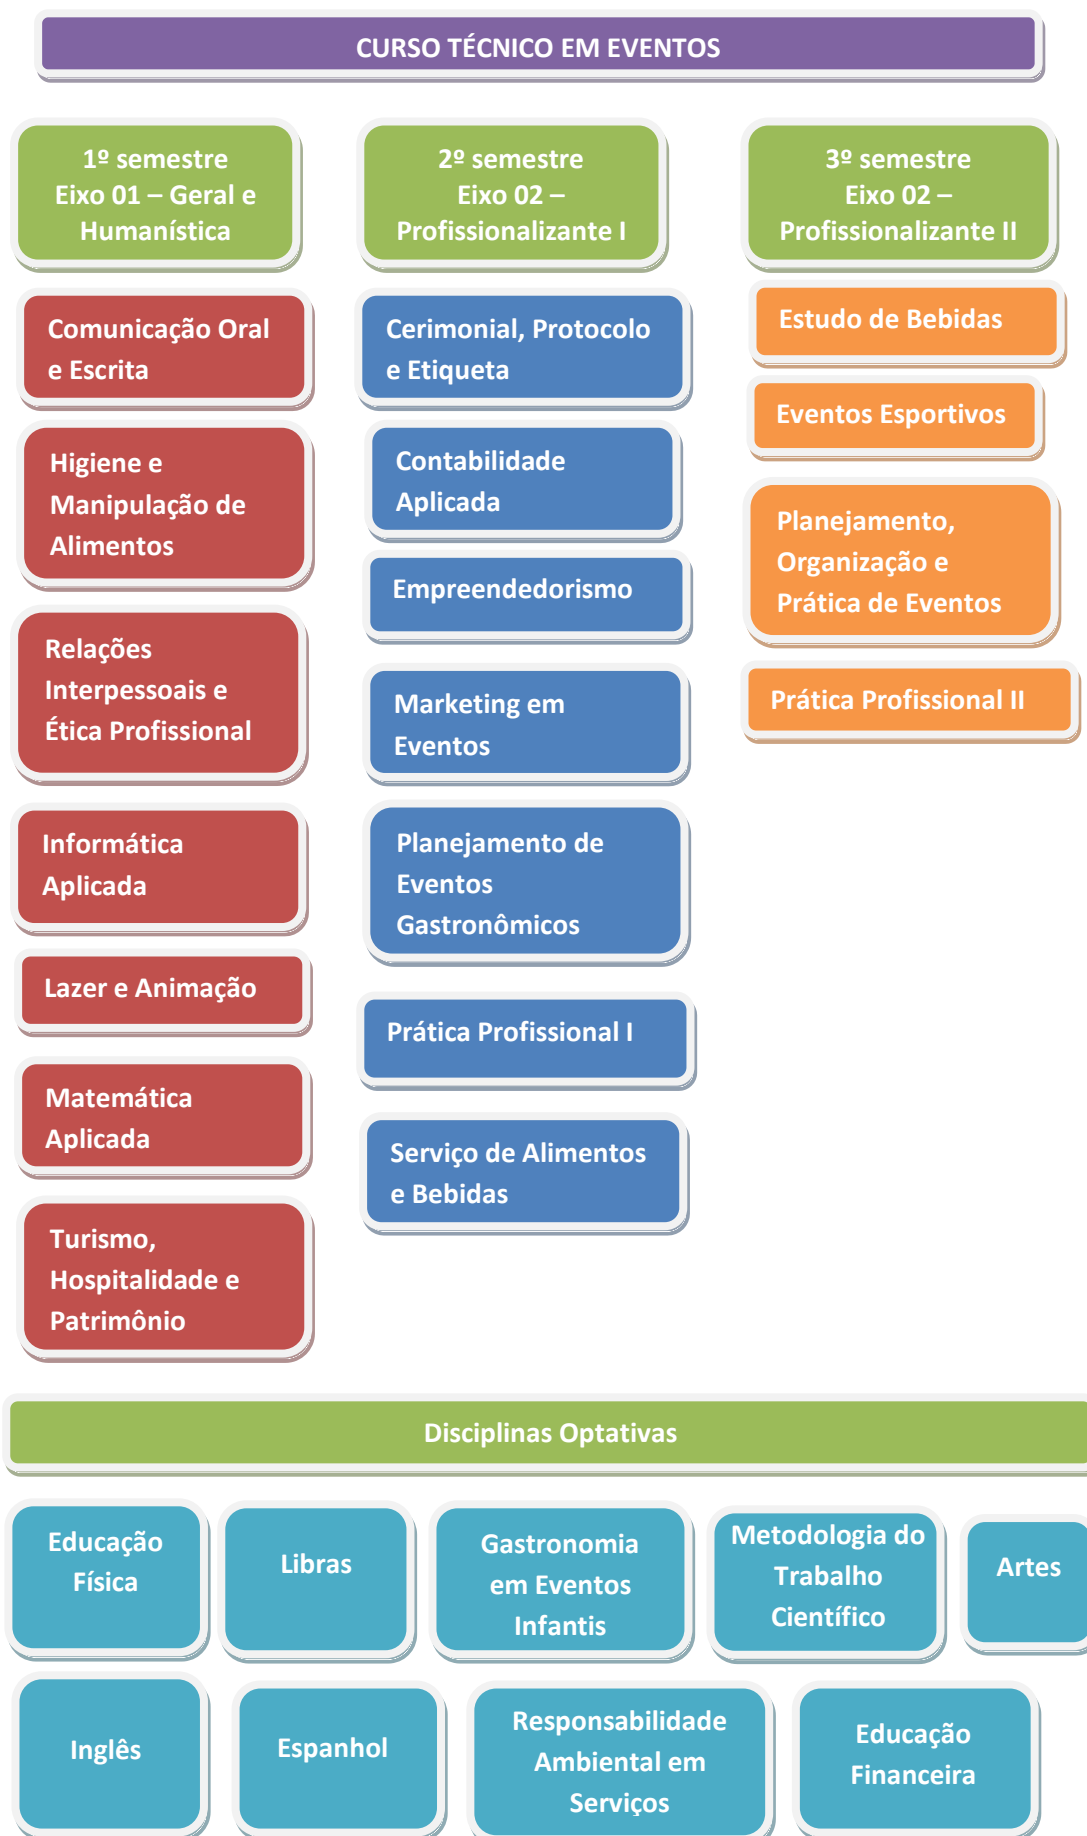 CURSO TÉCNICO EM EVENTOS
1º semestre
Eixo 01 – Geral e
Humanística
Comunicação Oral
e Escrita
Higiene e
Manipulação de
Alimentos
Relações
Interpessoais e
Ética Profissional
Informática
Aplicada
Lazer e Animação
Matemática
Aplicada
Turismo,
Hospitalidade e
Patrimônio
2º semestre
Eixo 02 –
Profissionalizante I
Cerimonial, Protocolo
e Etiqueta
Contabilidade
Aplicada
Empreendedorismo
Marketing em
Eventos
Planejamento de
Eventos
Gastronômicos
Prática Profissional I
Serviço de Alimentos
e Bebidas
3º semestre
Eixo 02 –
Profissionalizante II
Estudo de Bebidas
Eventos Esportivos
Planejamento,
Organização e
Prática de Eventos
Prática Profissional II
Disciplinas Optativas
Educação
Física
Libras
Gastronomia
em Eventos
Infantis
Metodologia do
Trabalho
Científico
Artes
Inglês
Espanhol
Responsabilidade
Ambiental em
Serviços
Educação
Financeira